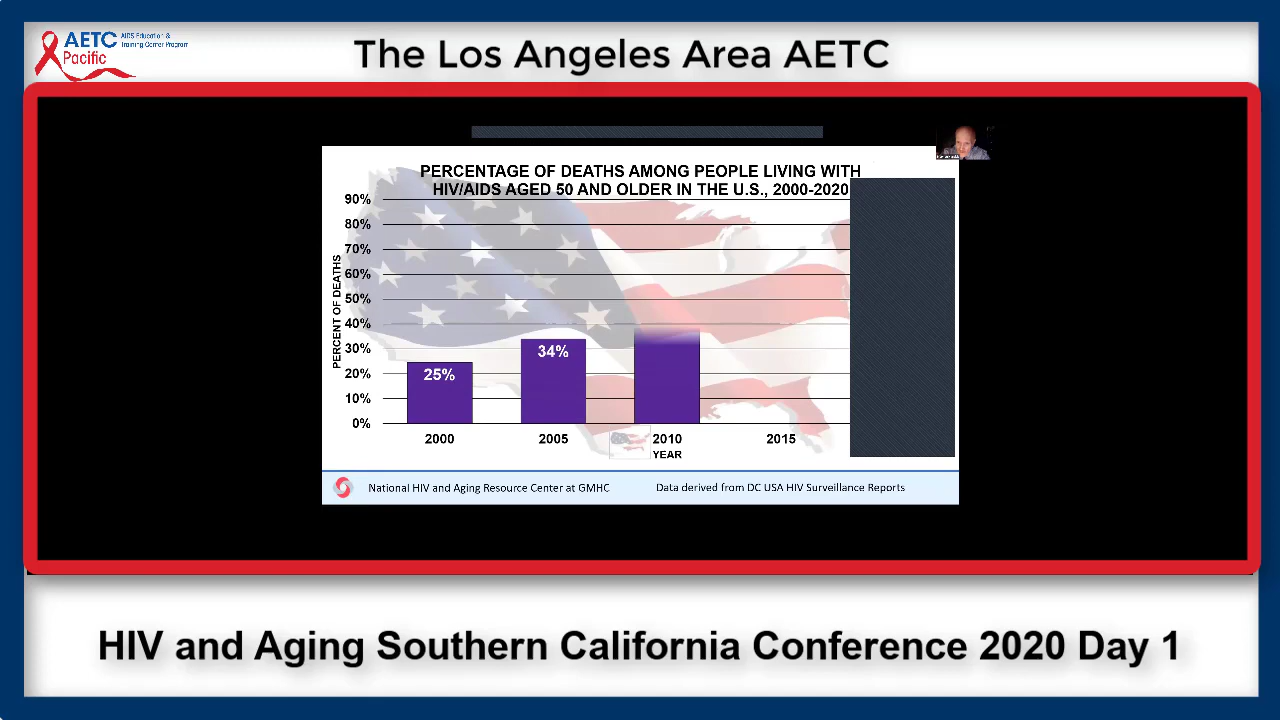 AETC AIDS Education &
Training Center Program
Pacific
The Los Angeles Area AETC
PERCENTAGE OF DEATHS AMONG PEOPLE LIVING WITH
HIV/AIDS AGED 50 AND OLDER IN THE U.S., 2000-2020
90%
80%
70%
60%
50%
40%
30%
20%
10%
0%
PERCENT OF DEATHS
25%
34%
2000 2005 2010 2015
YEAR
National HIV and Aging Resource Center at GMHC Data derived from DC USA HIV Surveillance Reports
HIV and Aging Southern California Conference 2020 Day 1